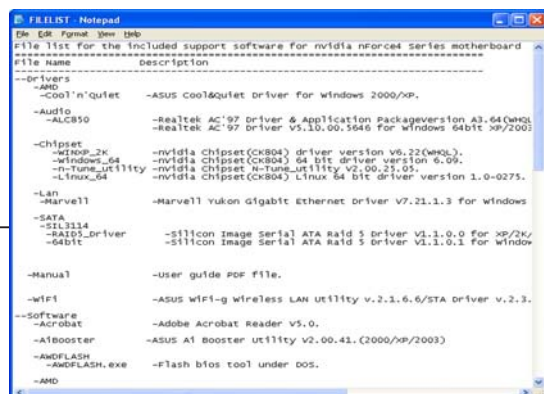 FILELIST - Notepad
File Edit Format View Help
File list for the included support software for nvidia nForce4 Series motherboard
================================================================================
File Name Description
--------------------------------------------------------------------------------
--Drivers
-AMD
-Cool'n'Quiet -ASUS Cool&Quiet Driver for Windows 2000/XP.
-Audio
-ALC850 -Realtek AC'97 Driver & Application Packageversion A3.64(WHQL
-Realtek AC'97 Driver V5.10.00.5646 for Windows 64bit XP/2003
-Chipset
-WINXP_2K -nVidia Chipset(CK804) driver version V6.22(WHQL).
-Windows_64 -nVidia Chipset(CK804) 64 bit driver version 6.09.
-n-Tune_utility -nVidia Chipset N-Tune_utility V2.00.25.05.
-Linux_64 -nVidia Chipset(CK804) Linux 64 bit driver version 1.0-0275.
-Lan
-Marvell -Marvell Yukon Gigabit Ethernet Driver V7.21.1.3 for Windows
-SATA
-SIL3114
-RAID5_Driver -Silicon Image Serial ATA Raid 5 Driver V1.1.0.0 for XP/2K/
-64bit -Silicon Image Serial ATA Raid 5 Driver V1.1.0.1 for Window
-Manual -User guide PDF file.
-WiFi -ASUS WiFi-g Wireless LAN Utility v.2.1.6.6/STA Driver v.2.3.
--Software
-Acrobat -Adobe Acrobat Reader V5.0.
-AiBooster -ASUS Ai Booster Utility V2.00.41.(2000/XP/2003)
-AWDFLASH
-AWDFLASH.exe -Flash bios tool under DOS.
-AMD